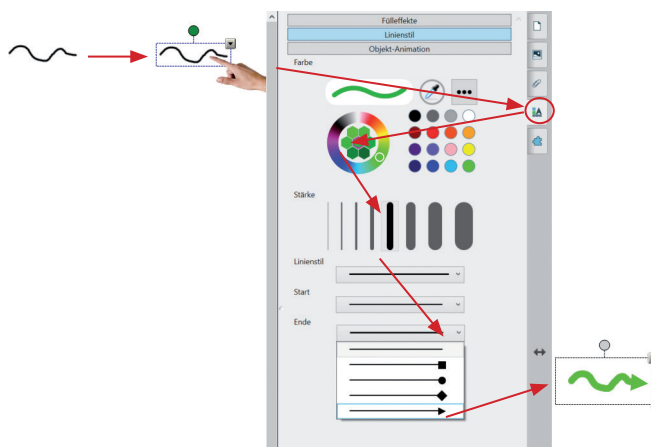 Fülleffekte
Linienstil
Objekt-Animation
Farbe
Stärke
Linienstil
Start
Ende